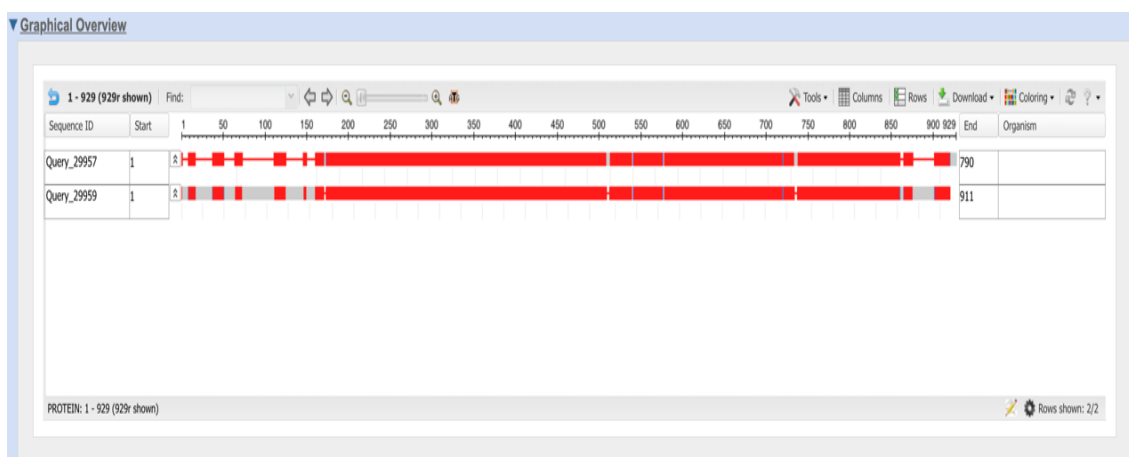 Graphical Overview
1 - 929 (929r shown) Find: Tools Columns Rows Download Coloring ?
Sequence ID Start 1 50 100 150 200 250 300 350 400 450 500 550 600 650 700 750 800 850 900 929 End Organism
Query_29957 1 790
Query_29959 1 911
PROTEIN: 1 - 929 (929r shown) Rows shown: 2/2